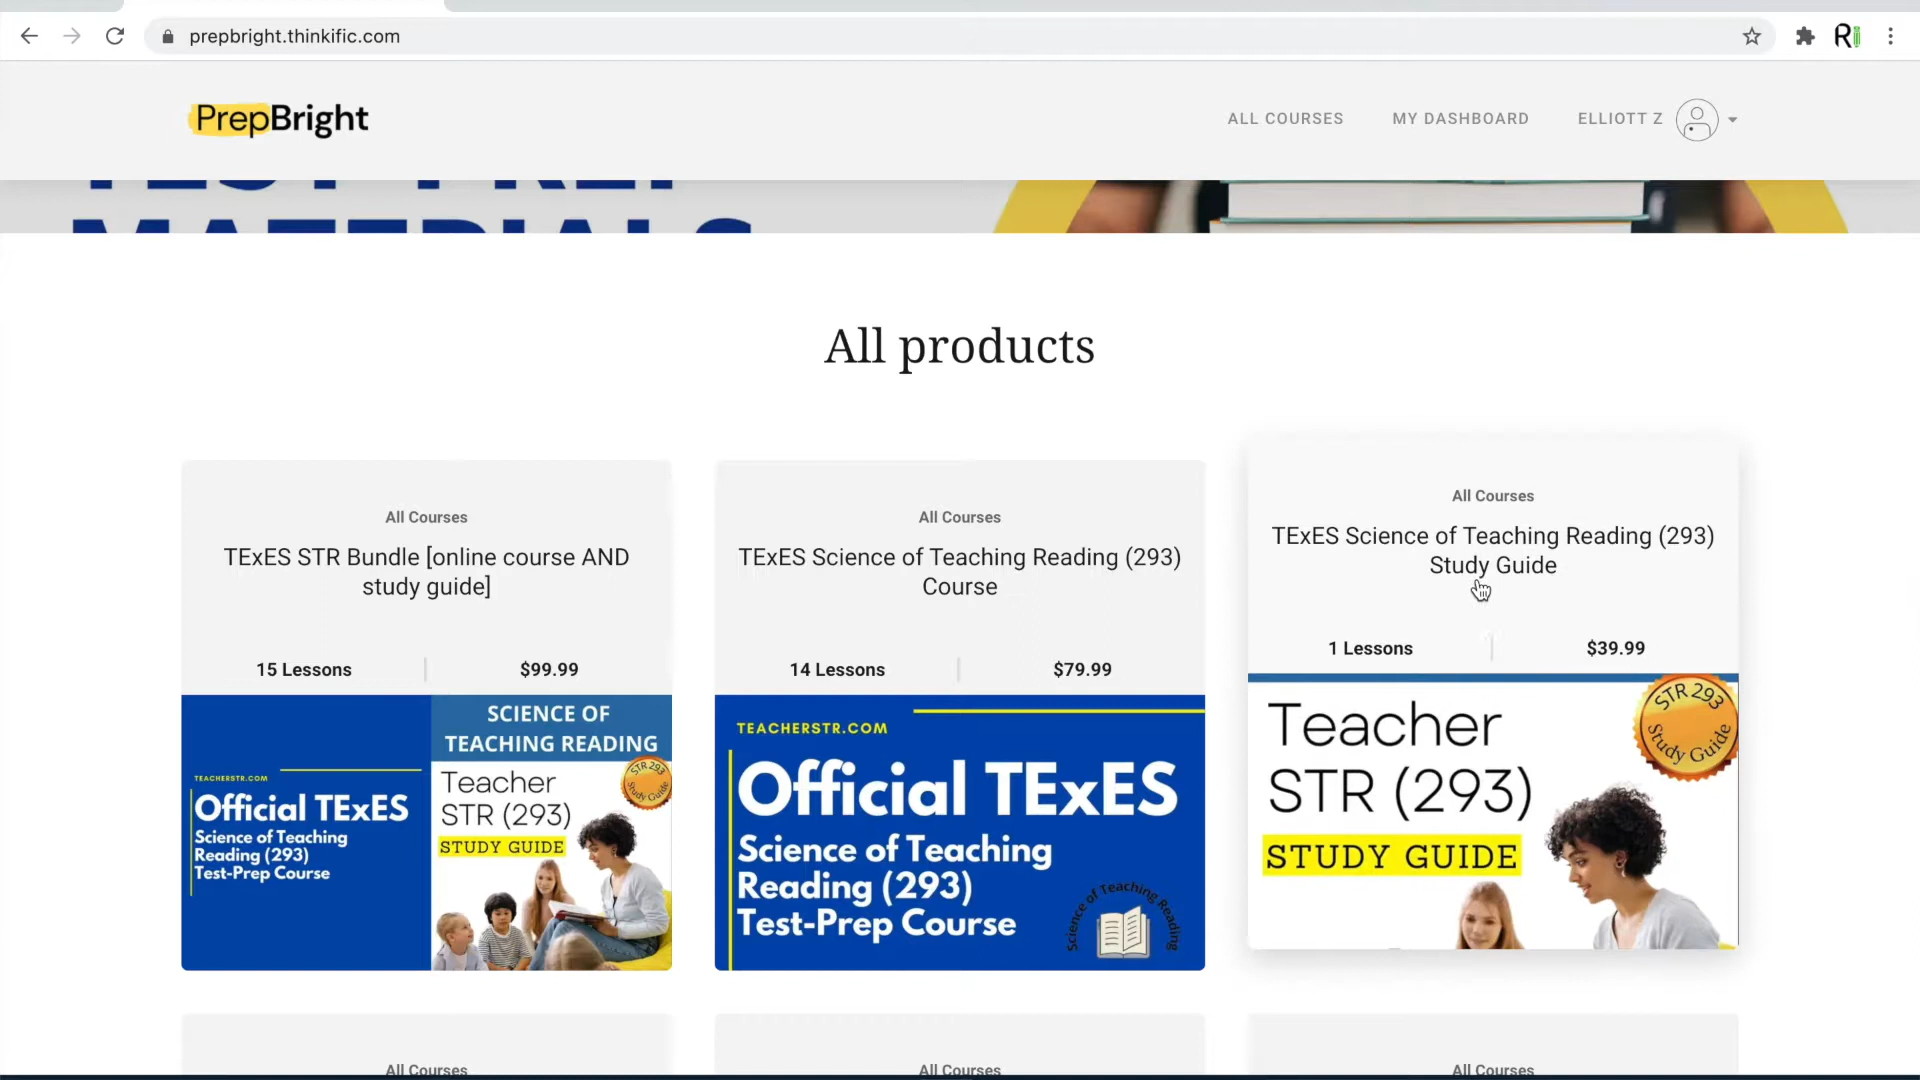 prepbright.thinkific.com
PrepBright
ALL COURSES
MY DASHBOARD
ELLIOTT Z
TEST PREP
MATERIALS
All products
All Courses
TExES STR Bundle [online course AND
study guide]
15 Lessons
$99.99
TEACHERSTR.COM
Official TExES
Science of Teaching
Reading (293)
Test-Prep Course
SCIENCE OF
TEACHING READING
Teacher
STR (293)
STUDY GUIDE
STR 293
Study Guide
All Courses
TExES Science of Teaching Reading (293)
Course
14 Lessons
$79.99
TEACHERSTR.COM
Official TExES
Science of Teaching
Reading (293)
Test-Prep Course
Science of Teaching Reading
All Courses
TExES Science of Teaching Reading (293)
Study Guide
1 Lessons
$39.99
Teacher
STR (293)
STUDY GUIDE
STR 293
Study Guide
All Courses
All Courses
All Courses